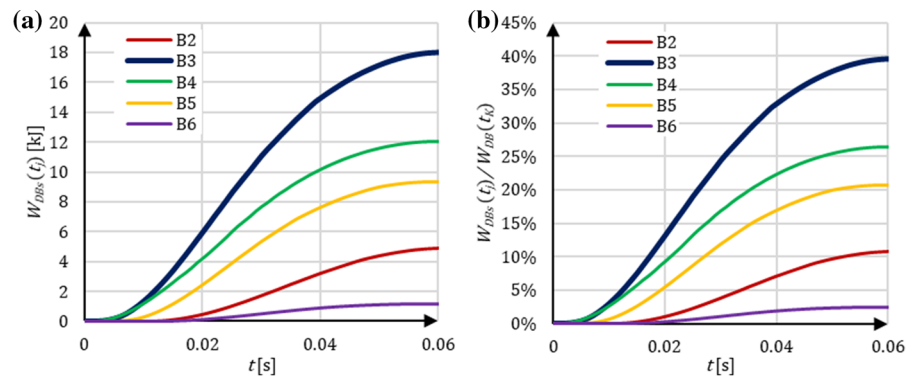 (a)
20
18
16
14
12
10
8
6
4
2
0
W_DBs(t_j) [kJ]
B2
B3
B4
B5
B6
0
0.02
0.04
0.06
t [s]
(b)
45%
40%
35%
30%
25%
20%
15%
10%
5%
0%
W_DBs(t_j)/W_DB(t_K)
B2
B3
B4
B5
B6
0
0.02
0.04
0.06
t [s]